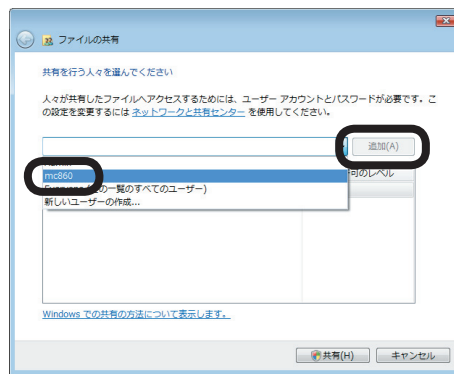 ファイルの共有
共有を行う人々を選んでください
人々が共有したファイルへアクセスするためには、ユーザー アカウントとパスワードが必要です。こ
の設定を変更するには ネットワークと共有センター を使用してください。
追加(A)
可のレベル
mc860
の一覧のすべてのユーザー)
新しいユーザーの作成...
Windows での共有の方法について表示します。
共有(H)
キャンセル